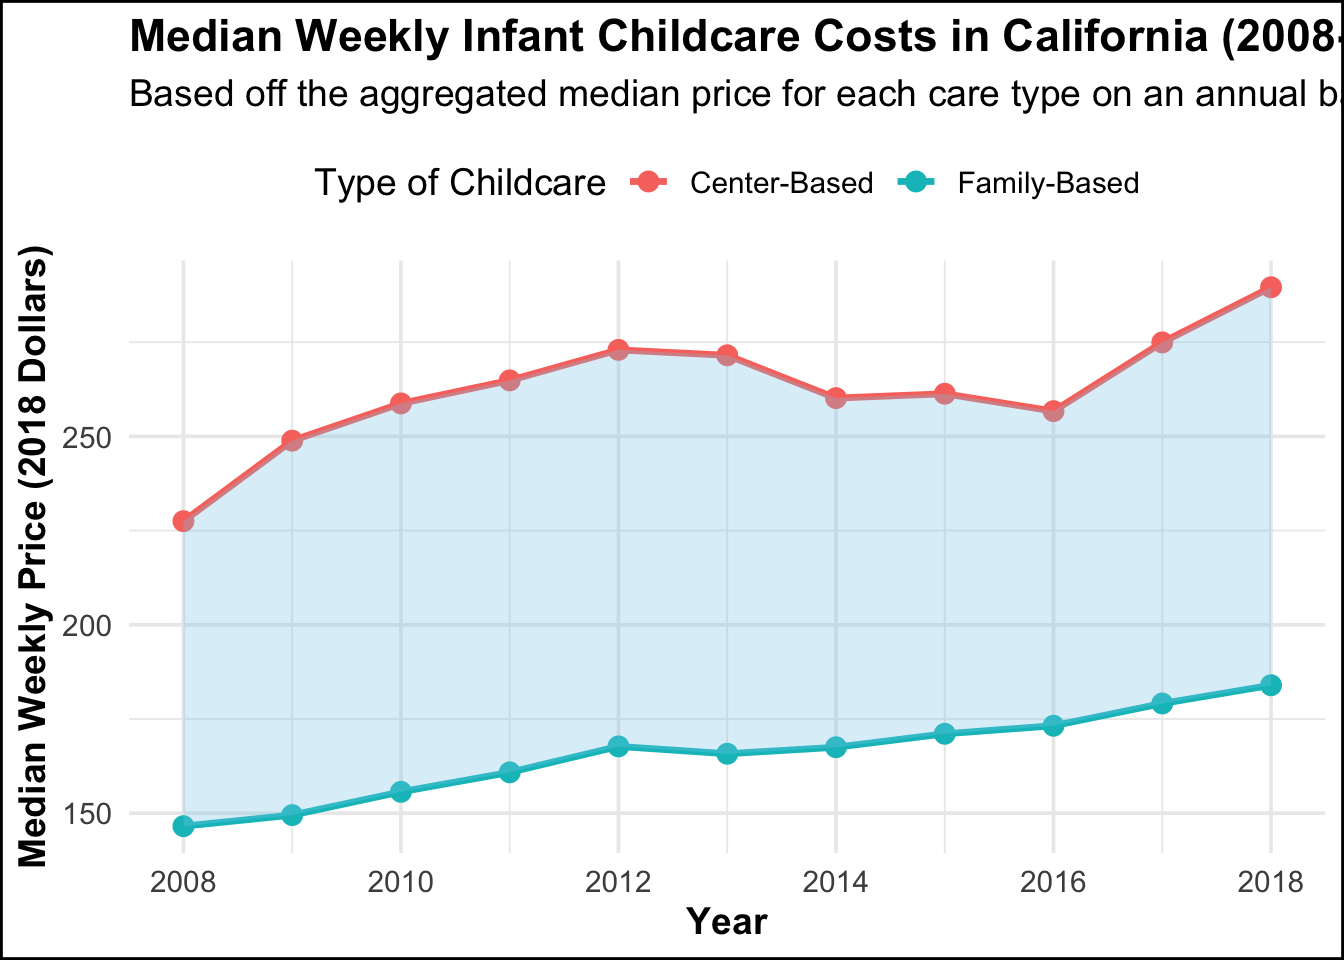 Median Weekly Infant Childcare Costs in California (2008-
Based off the aggregated median price for each care type on an annual b
Type of Childcare Center-Based Family-Based
Median Weekly Price (2018 Dollars)
250
200
150
2008 2010 2012 2014 2016 2018
Year